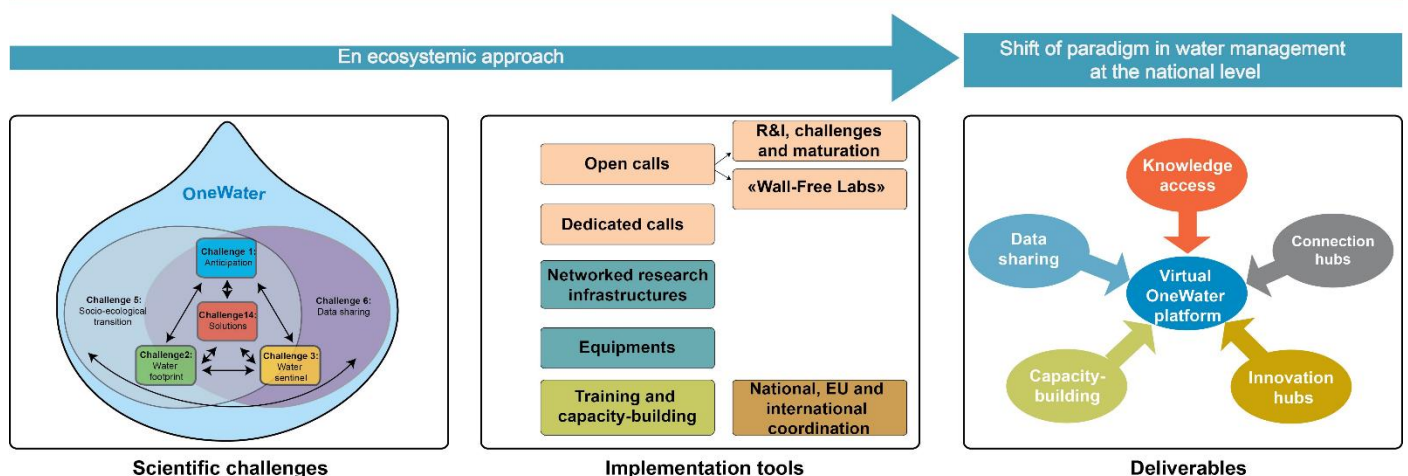 En ecosystemic approach
Shift of paradigm in water management
at the national level
OneWater
Challenge 1:
Anticipation
Challenge 5:
Socio-ecological
transition
Challenge 6:
Data sharing
Challenge14:
Solutions
Challenge2:
Water
footprint
Challenge 3:
Water
sentinel
Scientific challenges
Open calls
R&I, challenges
and maturation
«Wall-Free Labs»
Dedicated calls
Networked research
infrastructures
Equipments
Training and
capacity-building
National, EU and
international
coordination
Implementation tools
Knowledge
access
Data
sharing
Connection
hubs
Virtual
OneWater
platform
Capacity-
building
Innovation
hubs
Deliverables